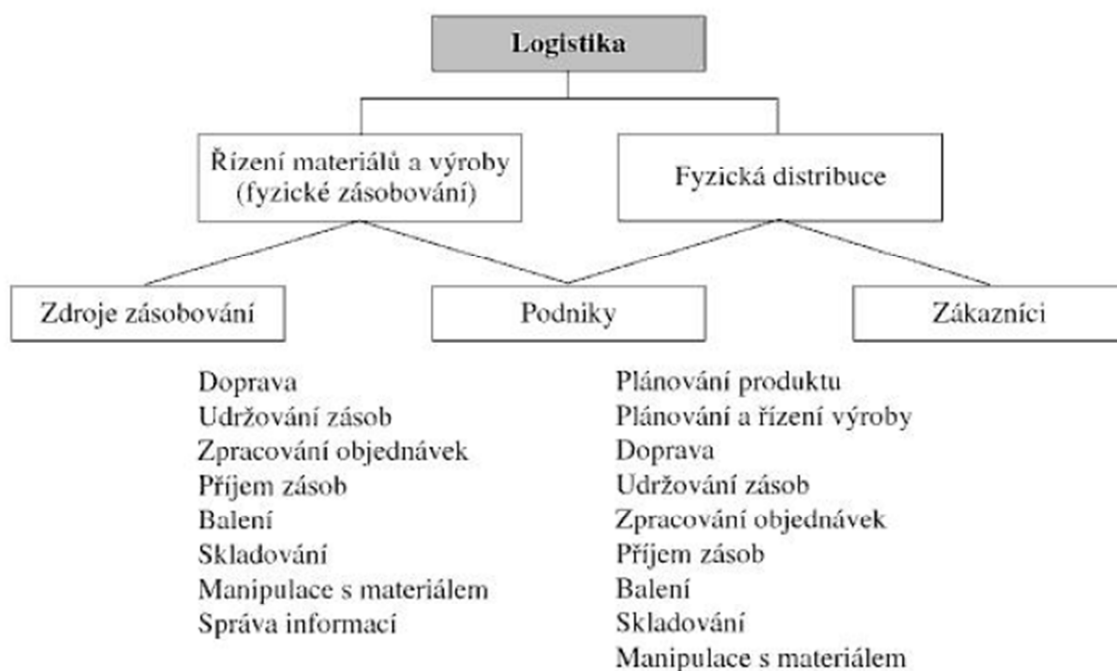 Logistika
Řízení materiálů a výroby
(fyzické zásobování)
Fyzická distribuce
Zdroje zásobování
Podniky
Zákazníci
Doprava
Udržování zásob
Zpracování objednávek
Příjem zásob
Balení
Skladování
Manipulace s materiálem
Správa informací
Plánování produktu
Plánování a řízení výroby
Doprava
Udržování zásob
Zpracování objednávek
Příjem zásob
Balení
Skladování
Manipulace s materiálem